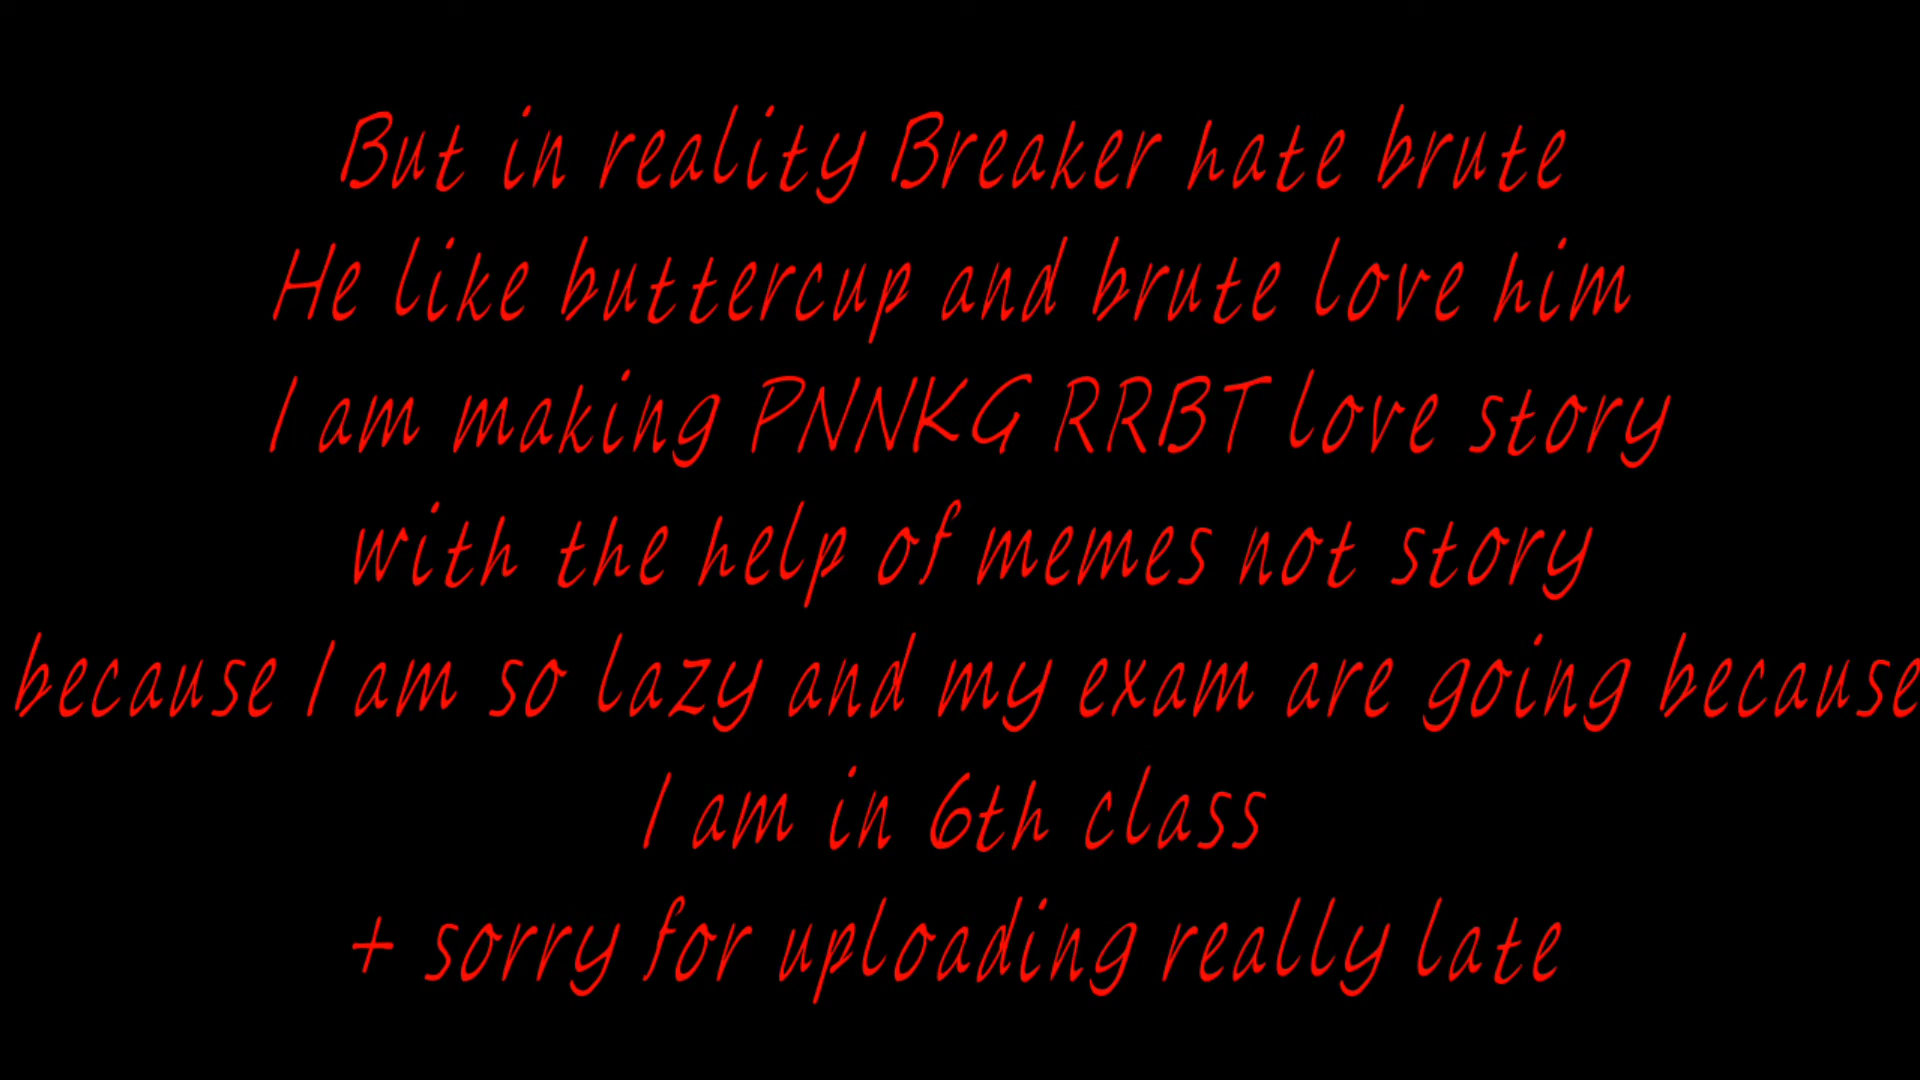 But in reality Breaker hate brute
He like buttercup and brute love him
I am making PNNKG RRBT love story
with the help of memes not story
because I am so lazy and my exam are going because
I am in 6th class
+ sorry for uploading really late